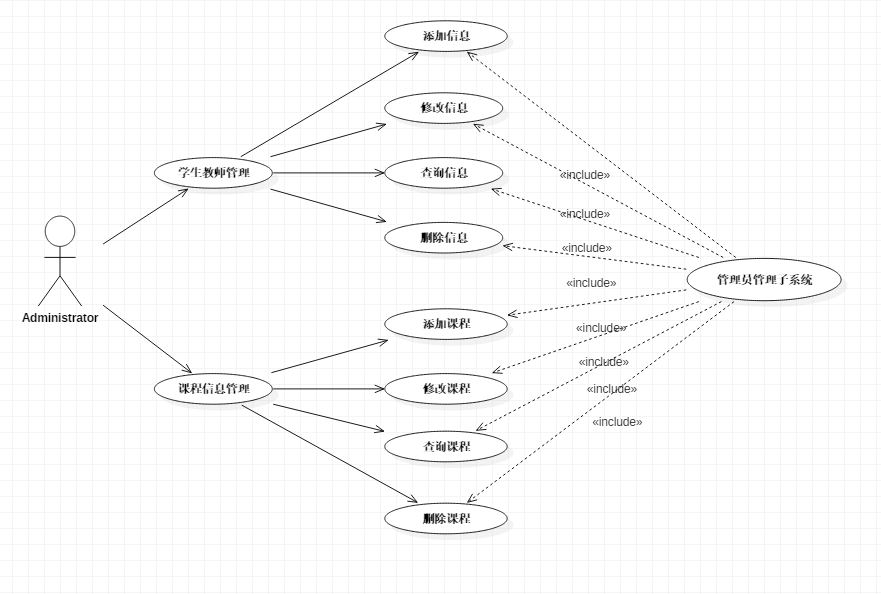 添加信息
修改信息
学生教师管理
查询信息
«include»
«include»
删除信息
«include»
管理员管理子系统
«include»
Administrator
添加课程
«include»
«include»
课程信息管理
修改课程
«include»
«include»
查询课程
删除课程